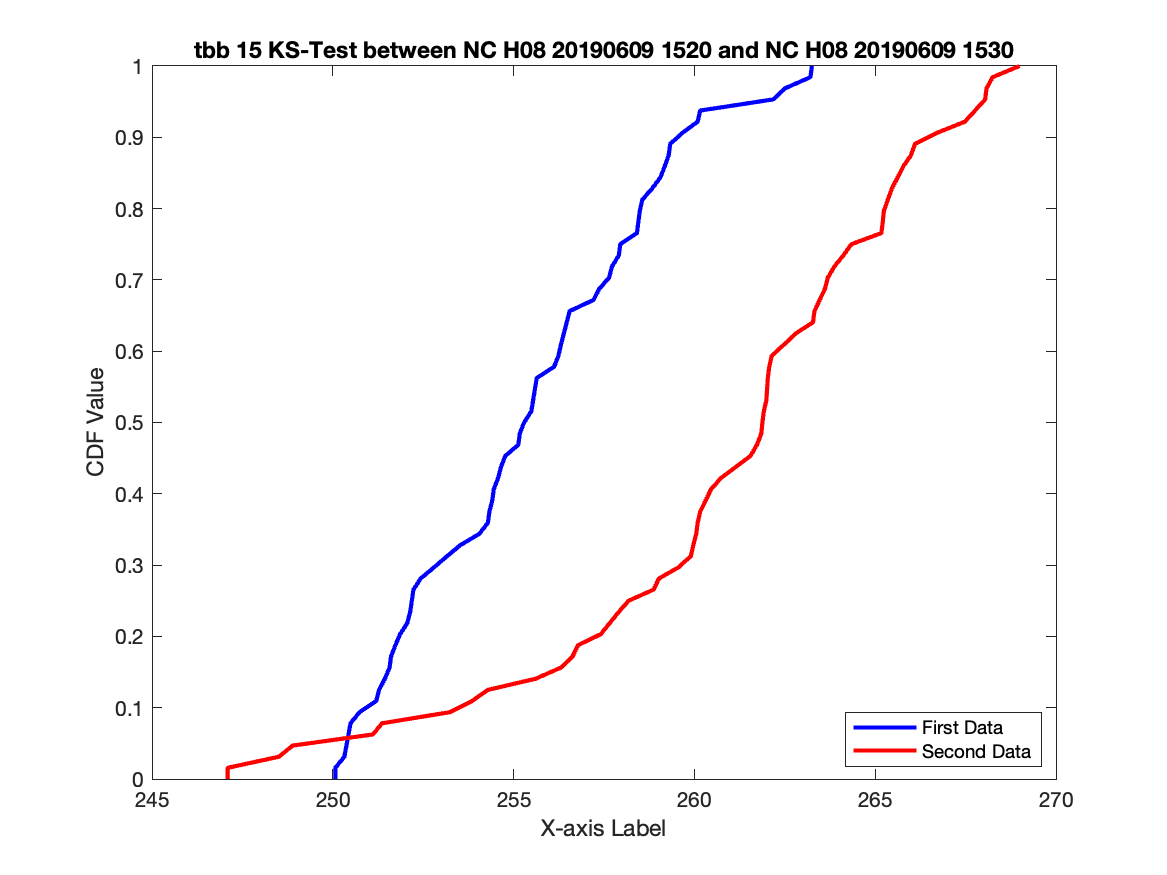 tbb 15 KS-Test between NC H08 20190609 1520 and NC H08 20190609 1530
1
0.9
0.8
0.7
0.6
0.5
0.4
0.3
0.2
0.1
0
CDF Value
245 250 255 260 265 270
X-axis Label
First Data
Second Data